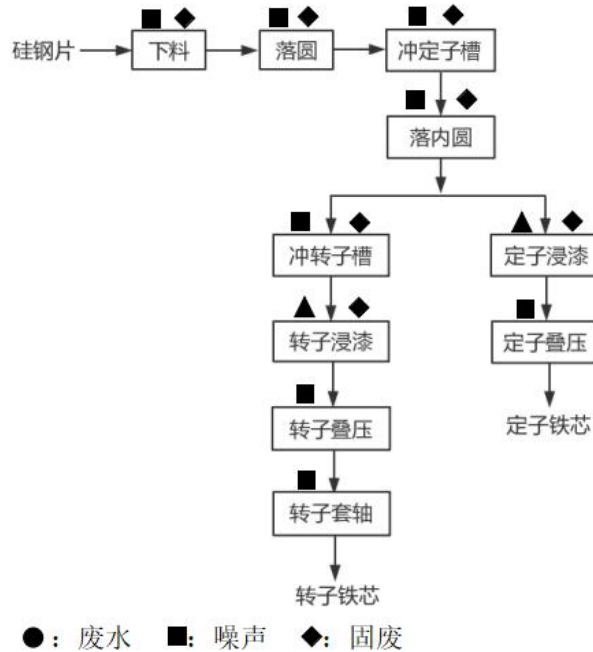 硅钢片
下料
落圆
冲定子槽
落内圆
冲转子槽
定子浸漆
转子浸漆
定子叠压
转子叠压
定子铁芯
转子套轴
转子铁芯
●：废水 ■：噪声 ◆：固废